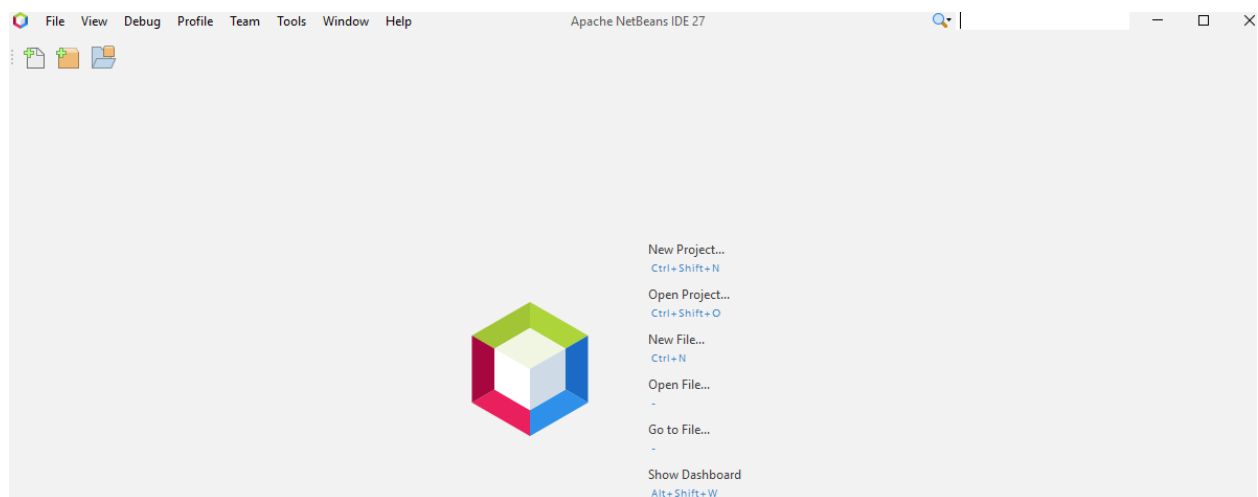 File View Debug Profile Team Tools Window Help Apache NetBeans IDE 27
New Project...
Ctrl+Shift+N
Open Project...
Ctrl+Shift+O
New File...
Ctrl+N
Open File...
-
Go to File...
-
Show Dashboard
Alt+Shift+W